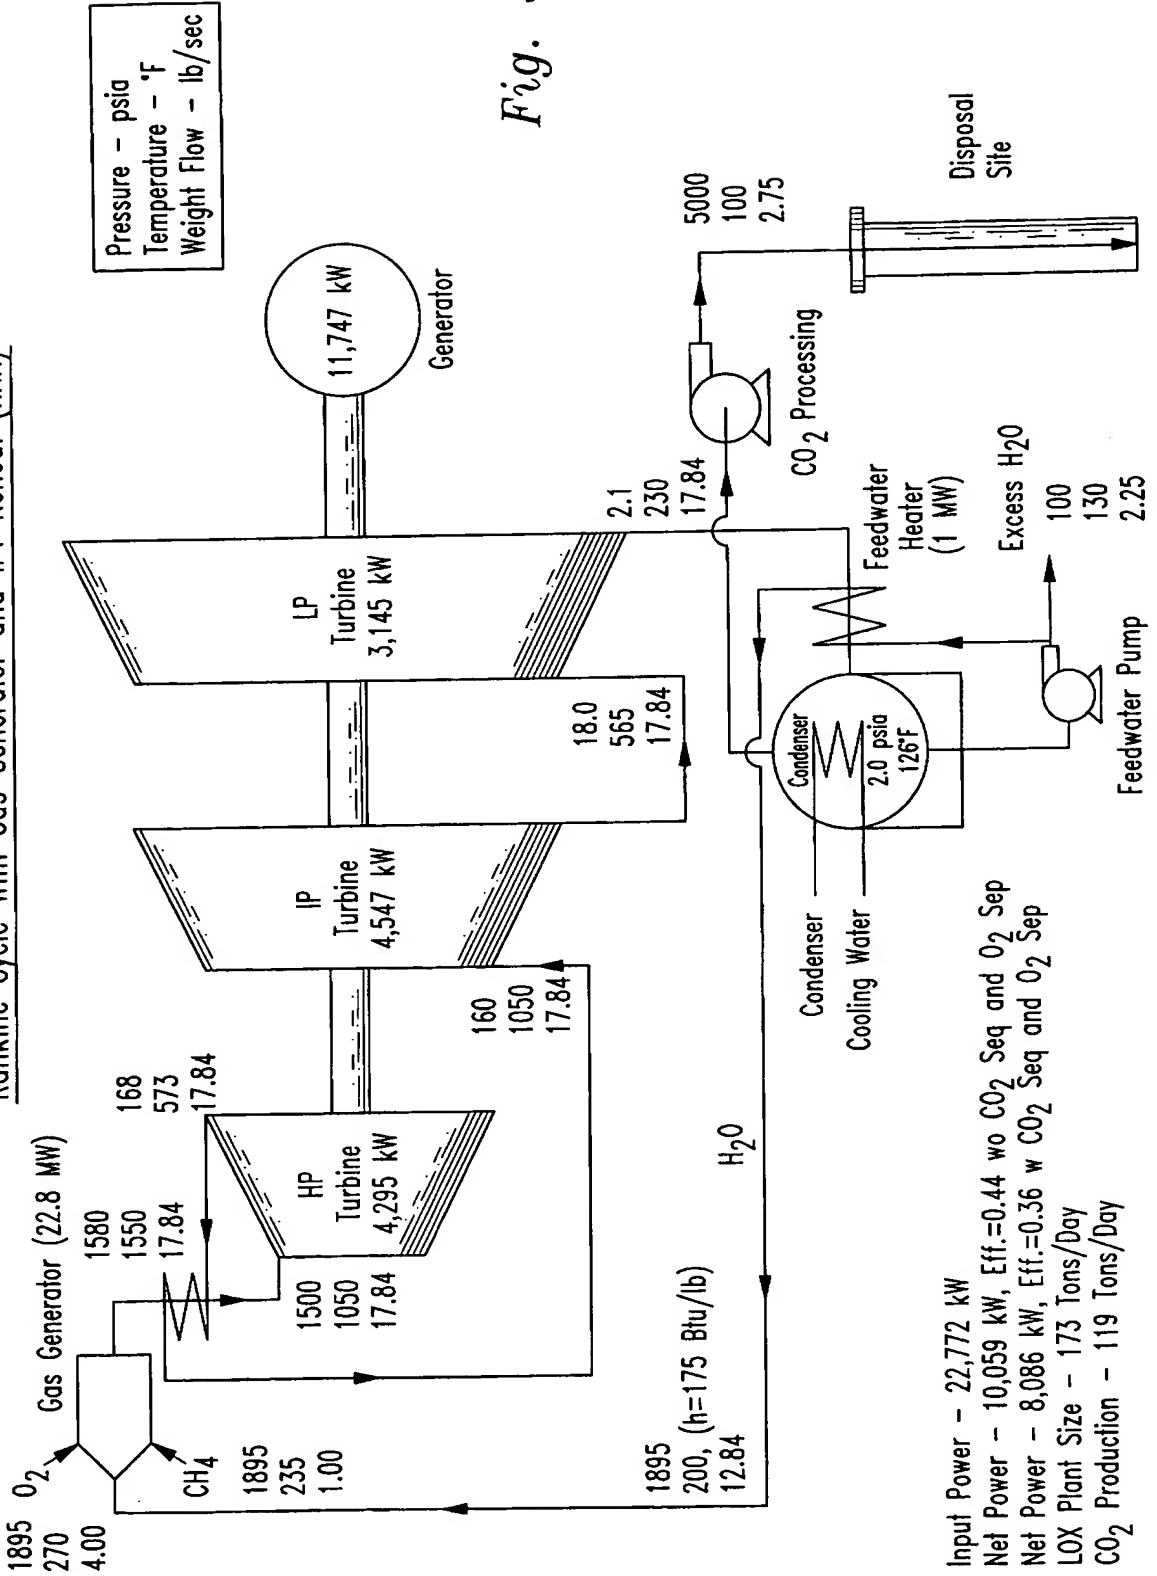 Rankine Cycle with Gas Generator and
Pressure – psia
Temperature – °F
Weight Flow – lb/sec
Fig.
1895
270
4.00
O2
CH4
1895
235
1.00
Gas Generator (22.8 MW)
1580
1550
17.84
168
573
17.84
1500
1050
17.84
HP
Turbine
4,295 kW
160
1050
17.84
IP
Turbine
4,547 kW
18.0
565
17.84
LP
Turbine
3,145 kW
11,747 kW
Generator
2.1
230
17.84
CO2 Processing
5000
100
2.75
Disposal
Site
Feedwater
Heater
(1 MW)
Excess H2O
100
130
2.25
Feedwater Pump
Condenser
2.0 psia
126°F
Condenser
Cooling Water
H2O
1895
200, (h=175 Btu/lb)
12.84
Input Power – 22,772 kW
Net Power – 10,059 kW, Eff.=0.44 wo CO2 Seq and O2 Sep
Net Power – 8,086 kW, Eff.=0.36 w CO2 Seq and O2 Sep
LOX Plant Size – 173 Tons/Day
CO2 Production – 119 Tons/Day